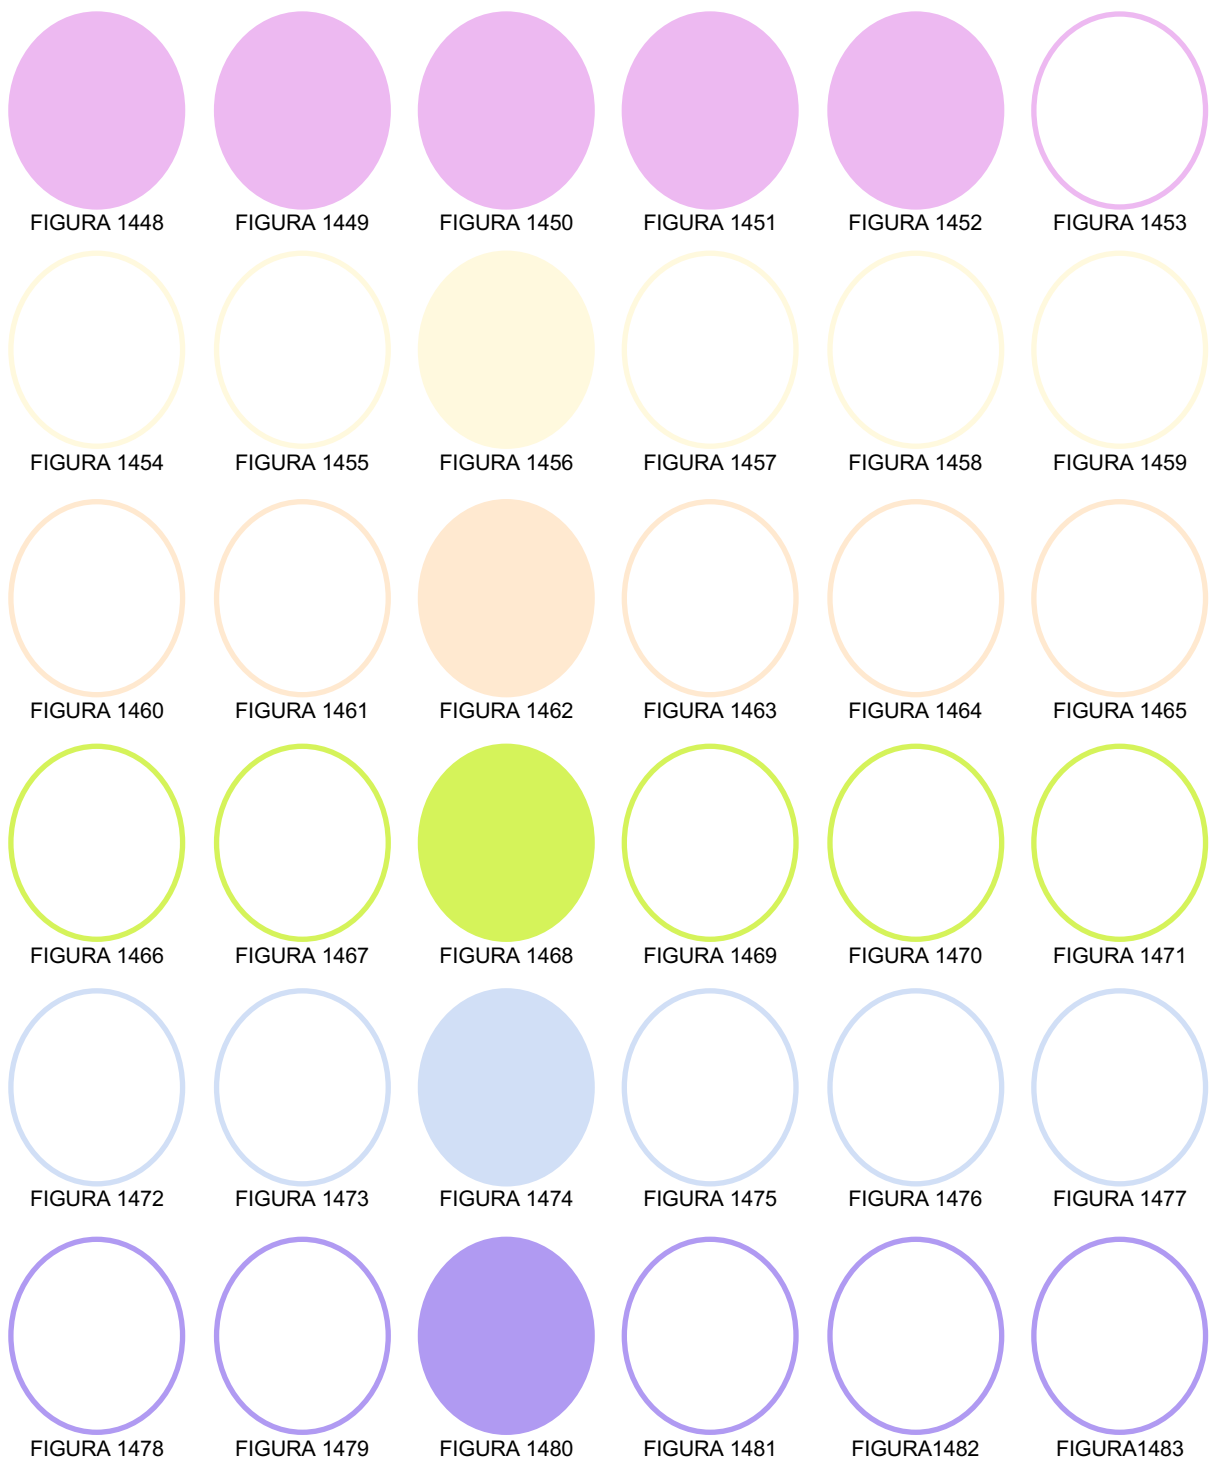 FIGURA 1448 FIGURA 1449 FIGURA 1450 FIGURA 1451 FIGURA 1452 FIGURA 1453
FIGURA 1454 FIGURA 1455 FIGURA 1456 FIGURA 1457 FIGURA 1458 FIGURA 1459
FIGURA 1460 FIGURA 1461 FIGURA 1462 FIGURA 1463 FIGURA 1464 FIGURA 1465
FIGURA 1466 FIGURA 1467 FIGURA 1468 FIGURA 1469 FIGURA 1470 FIGURA 1471
FIGURA 1472 FIGURA 1473 FIGURA 1474 FIGURA 1475 FIGURA 1476 FIGURA 1477
FIGURA 1478 FIGURA 1479 FIGURA 1480 FIGURA 1481 FIGURA1482 FIGURA1483